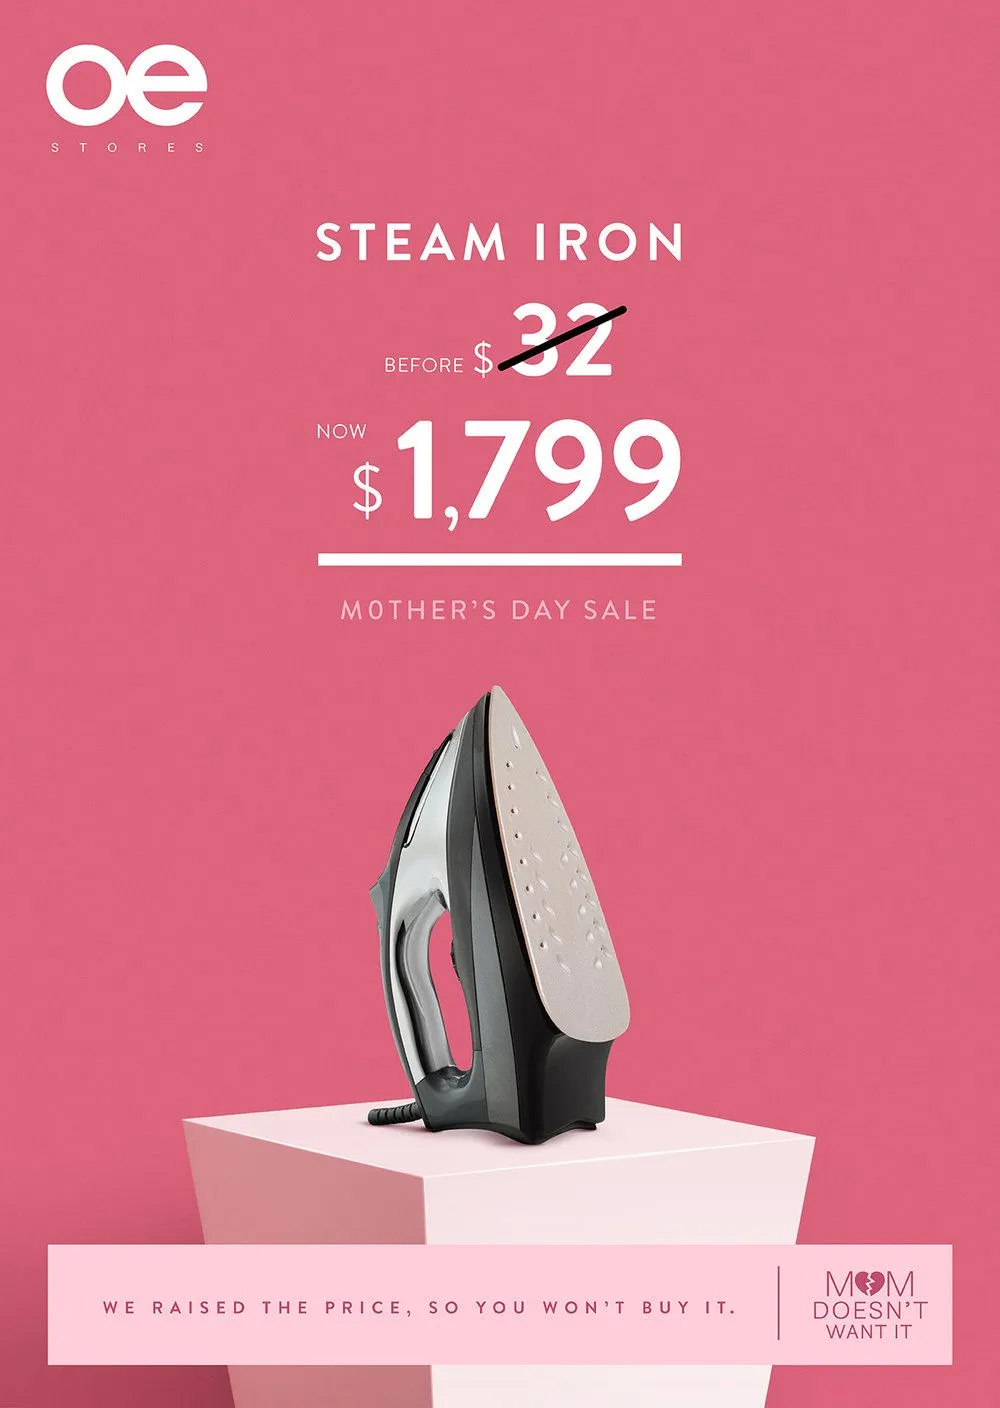 oe
STORES
STEAM IRON
BEFORE $32
NOW
$1,799
M0THER'S DAY SALE
WE RAISED THE PRICE, SO YOU WON'T BUY IT.
MOM
DOESN'T
WANT IT